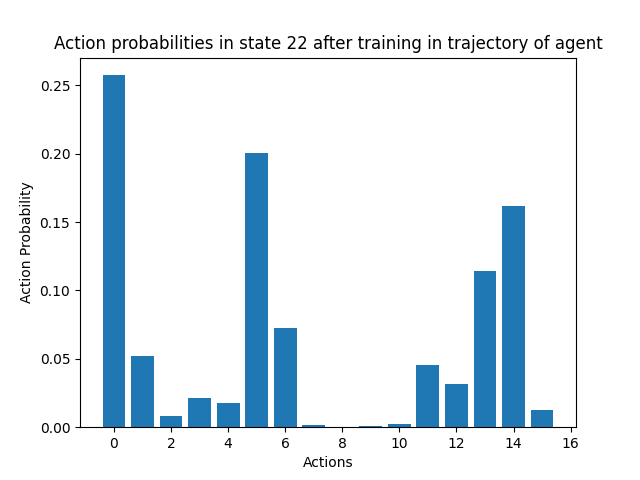 Action probabilities in state 22 after training in trajectory of agent
0.25
0.20
0.15
0.10
0.05
0.00
Action Probability
0 2 4 6 8 10 12 14 16
Actions